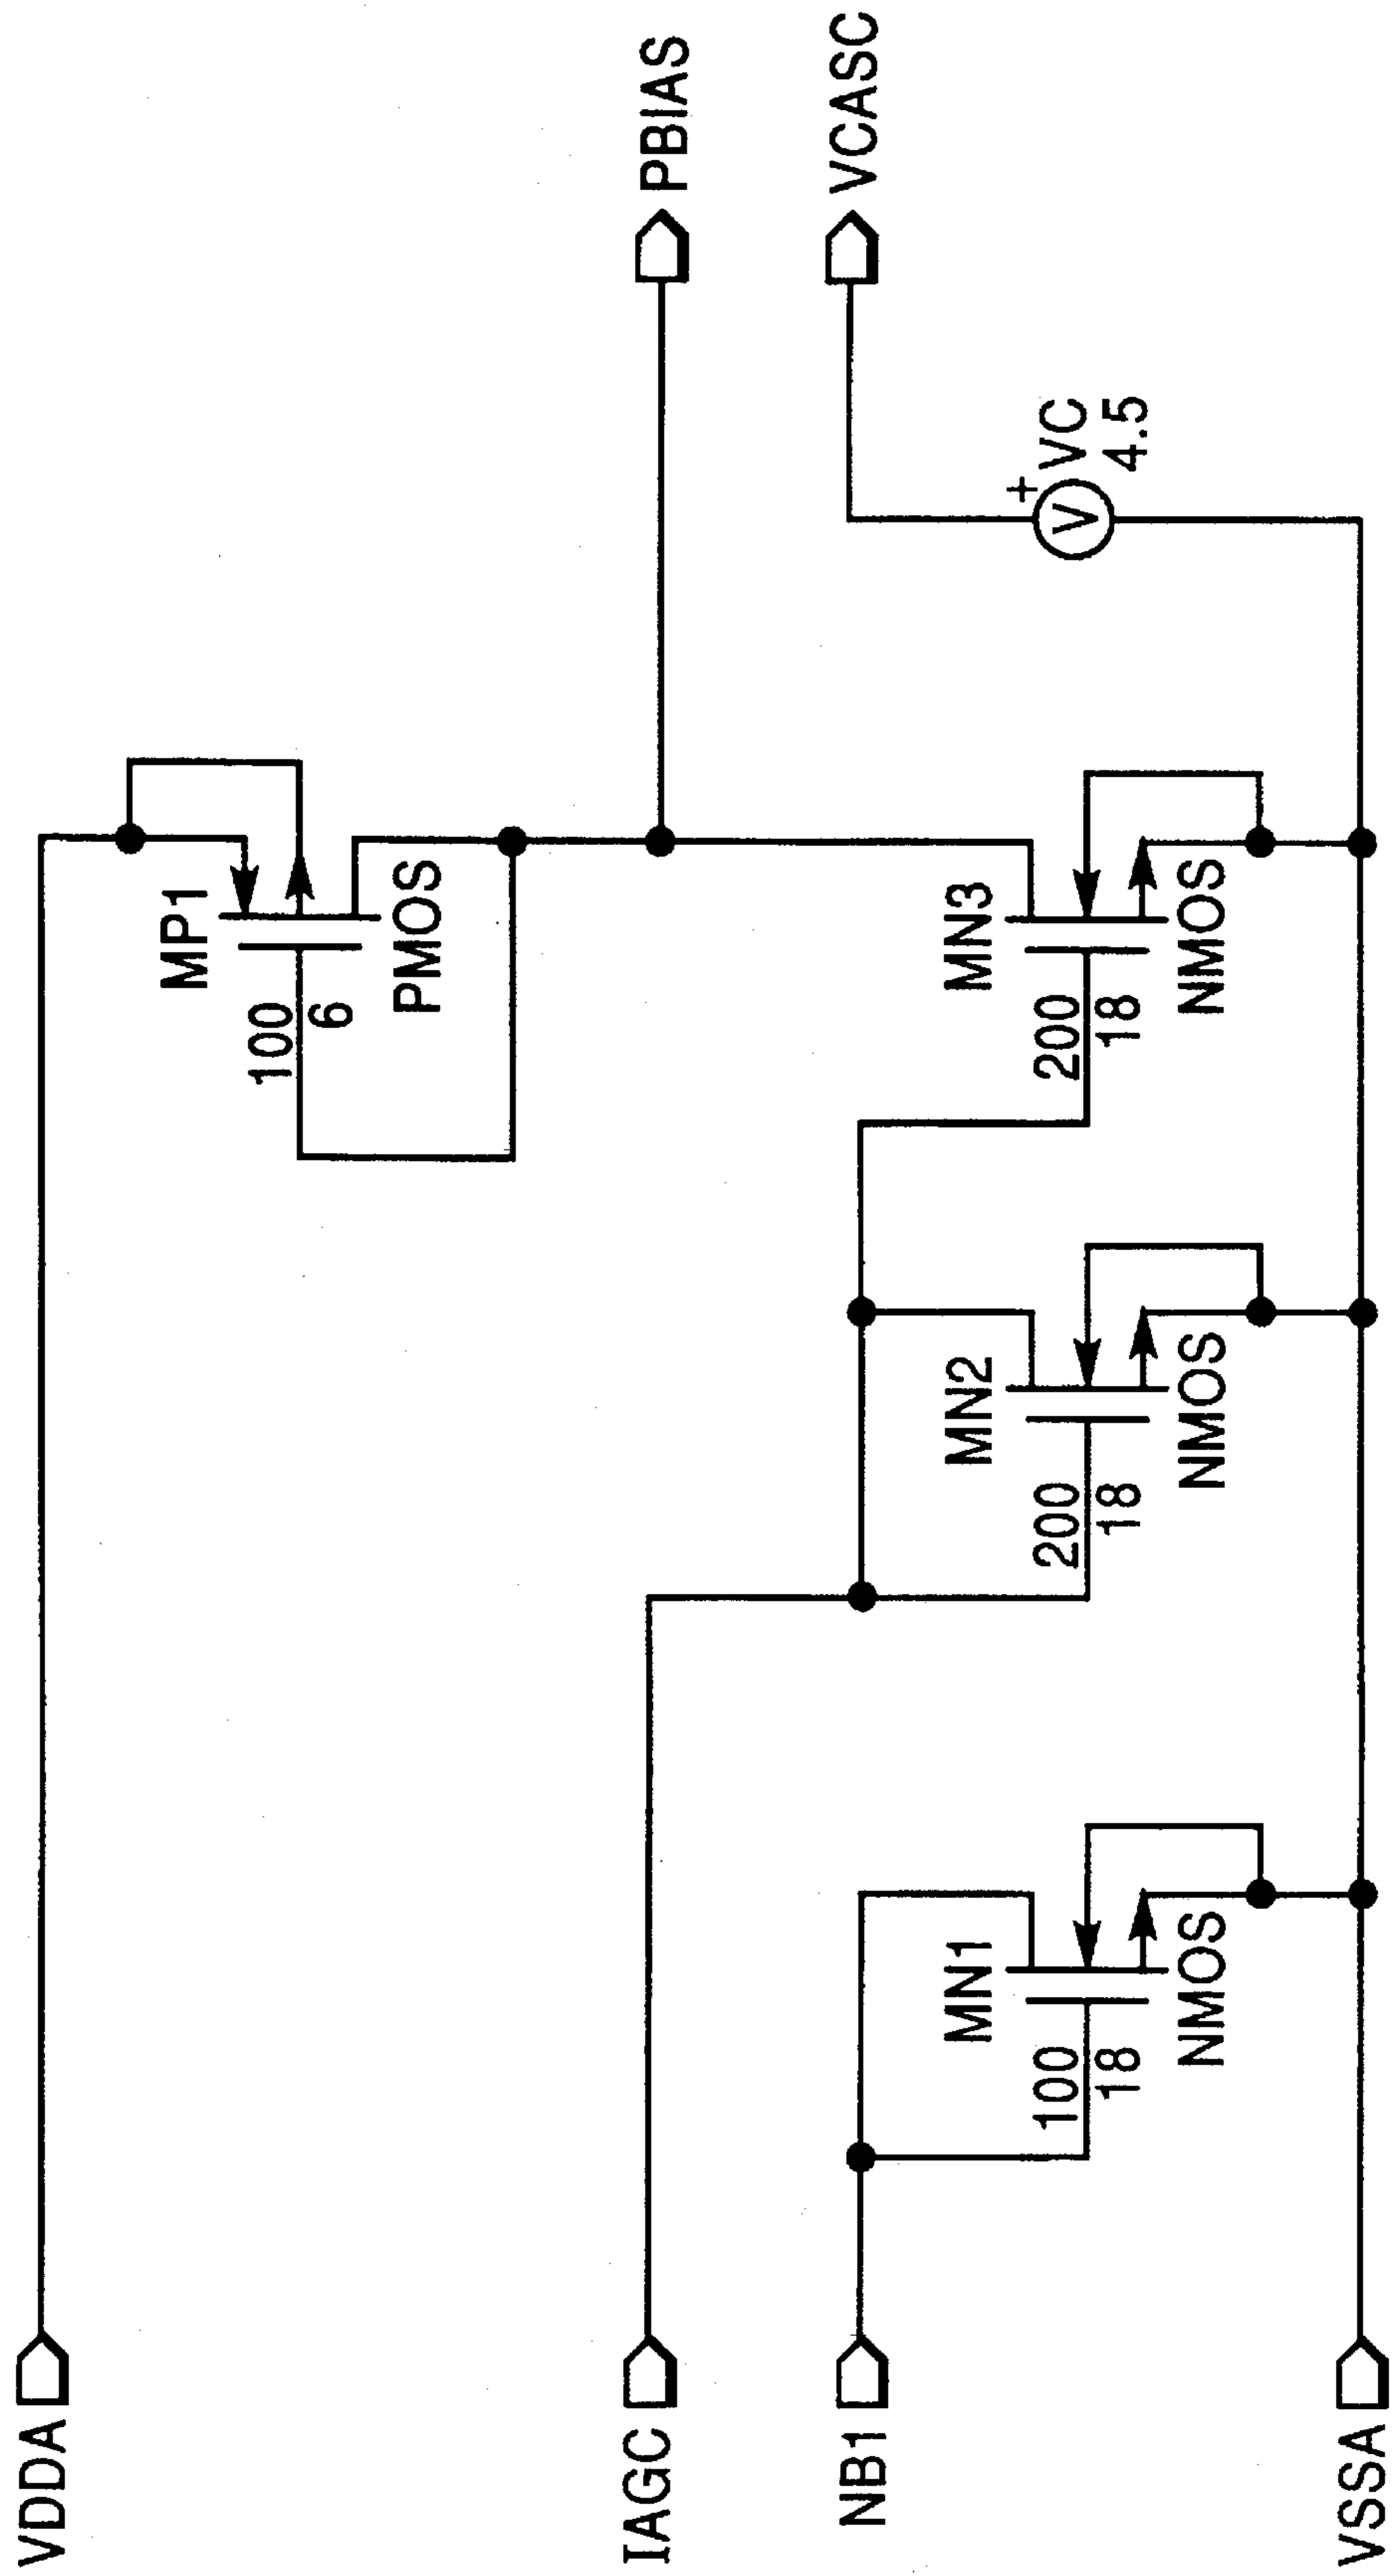 VDDA
MP1
100
6
PMOS
PBIAS
IAGC
VCASC
NB1
MN1
100
18
NMOS
MN2
200
18
NMOS
MN3
200
18
NMOS
+
VC
4.5
V
VSSA